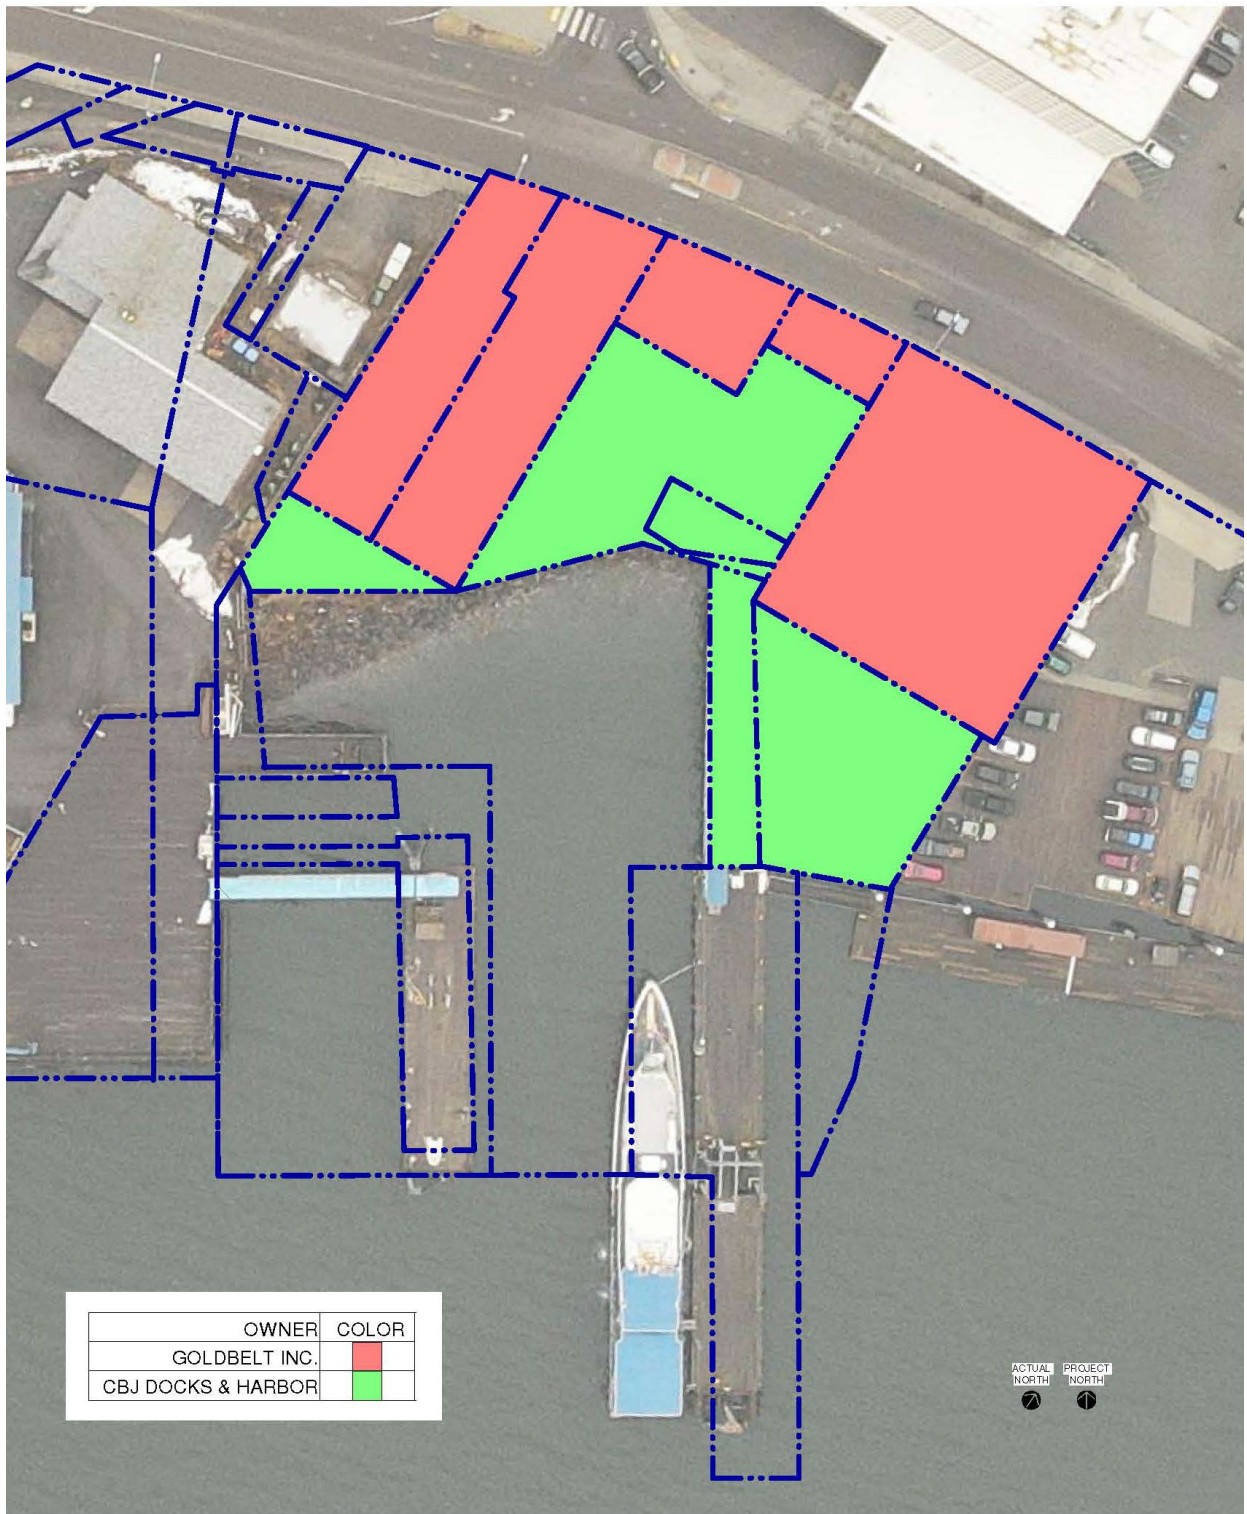 OWNER COLOR
GOLDBELT INC.
CBJ DOCKS & HARBOR
ACTUAL NORTH
PROJECT NORTH